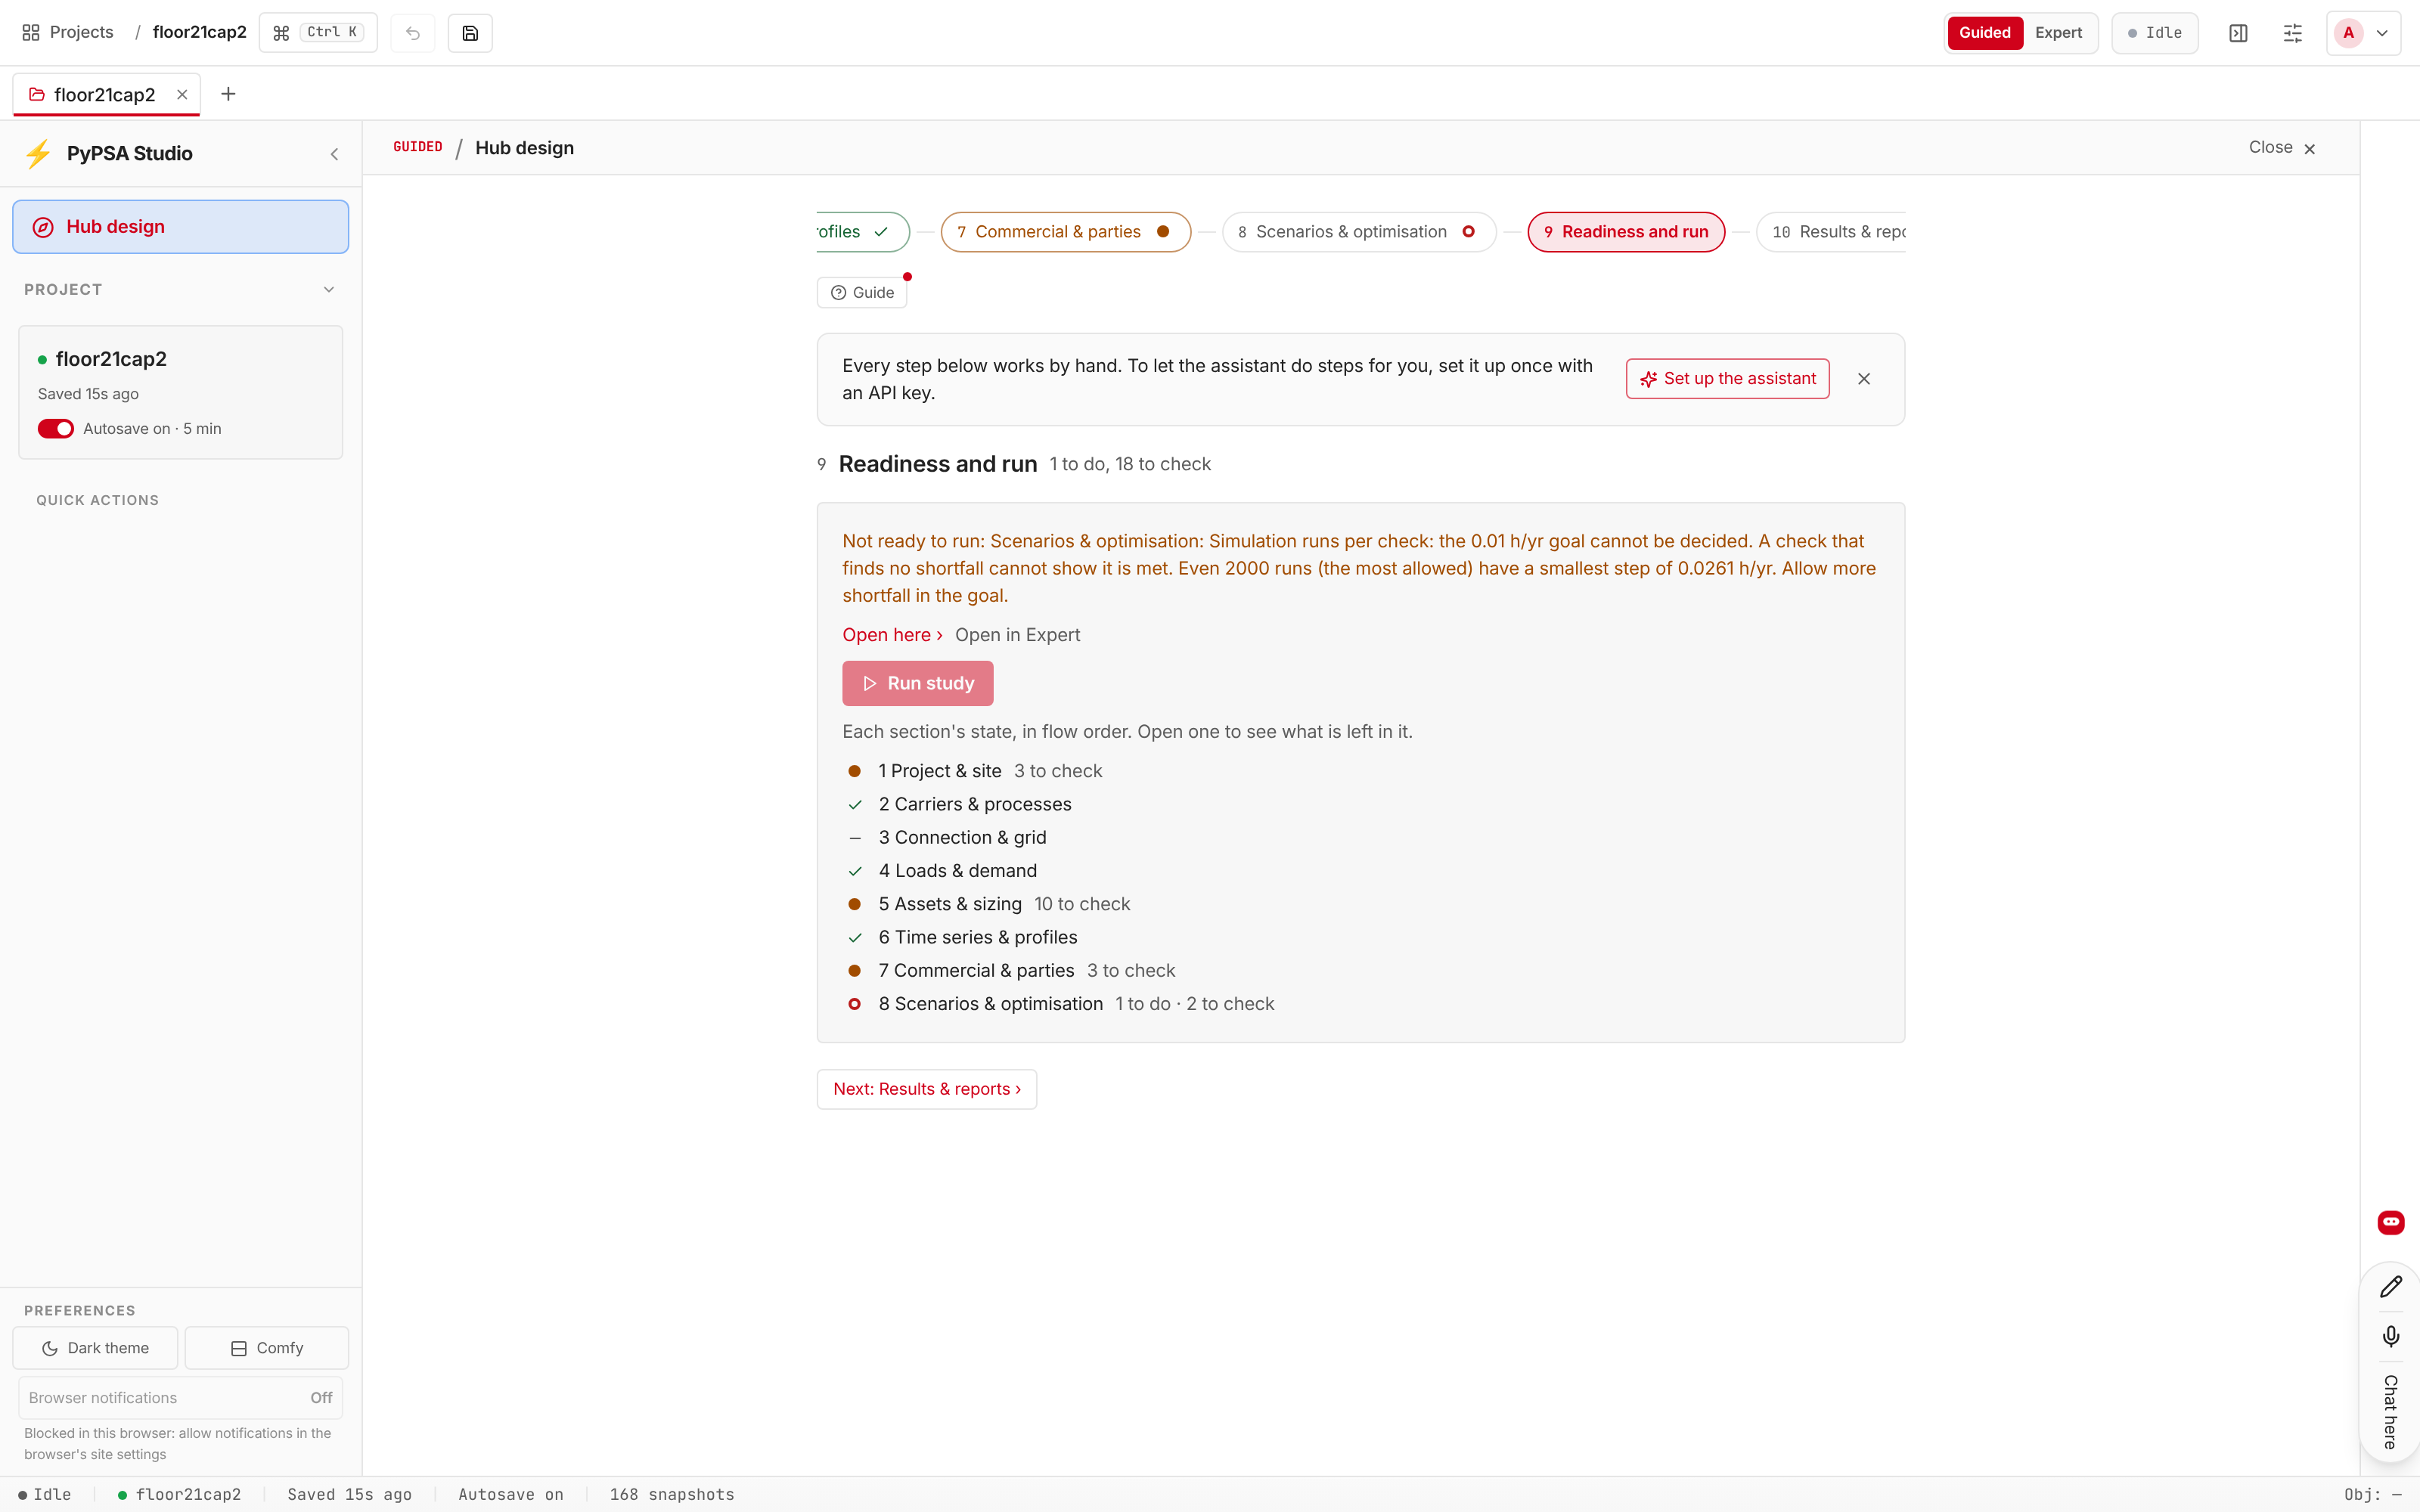 Projects / floor21cap2 Ctrl K Guided Expert Idle A
floor21cap2
PyPSA Studio
GUIDED / Hub design Close
Hub design
PROJECT
floor21cap2
Saved 15s ago
Autosave on · 5 min
QUICK ACTIONS
ofiles 7 Commercial & parties 8 Scenarios & optimisation 9 Readiness and run 10 Results & repo
Guide
Every step below works by hand. To let the assistant do steps for you, set it up once with
an API key.
Set up the assistant
9 Readiness and run 1 to do, 18 to check
Not ready to run: Scenarios & optimisation: Simulation runs per check: the 0.01 h/yr goal cannot be decided. A check that
finds no shortfall cannot show it is met. Even 2000 runs (the most allowed) have a smallest step of 0.0261 h/yr. Allow more
shortfall in the goal.
Open here › Open in Expert
Run study
Each section's state, in flow order. Open one to see what is left in it.
1 Project & site 3 to check
2 Carriers & processes
3 Connection & grid
4 Loads & demand
5 Assets & sizing 10 to check
6 Time series & profiles
7 Commercial & parties 3 to check
8 Scenarios & optimisation 1 to do · 2 to check
Next: Results & reports ›
PREFERENCES
Dark theme Comfy
Browser notifications Off
Blocked in this browser: allow notifications in the
browser's site settings
Chat here
Idle floor21cap2 Saved 15s ago Autosave on 168 snapshots Obj: —